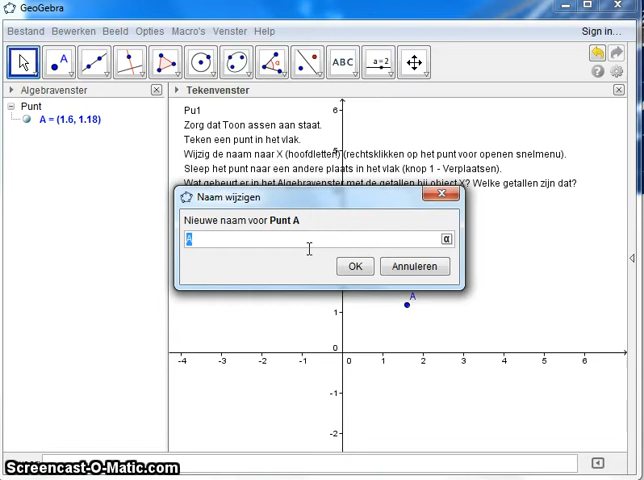 GeoGebra
Bestand Bewerken Beeld Opties Macro's Venster Help Sign in...
A ABC a=2
Algebravenster
Tekenvenster
Punt
A = (1.6, 1.18)
Pu1
Zorg dat Toon assen aan staat.
Teken een punt in het vlak.
Wijzig de naam naar X (hoofdletter) (rechtsklikken op het punt voor openen snelmenu).
Sleep het punt naar een andere plaats in het vlak (knop 1 - Verplaatsen).
Wat gebeurt er in het Algebravenster met de getallen bij object X? Welke getallen zijn dat?
6
Naam wijzigen
Nieuwe naam voor Punt A
A α
OK Annuleren
A
1
0
-4 -3 -2 -1 0 1 2 3 4 5 6
-1
-2
Screencast-O-Matic.com